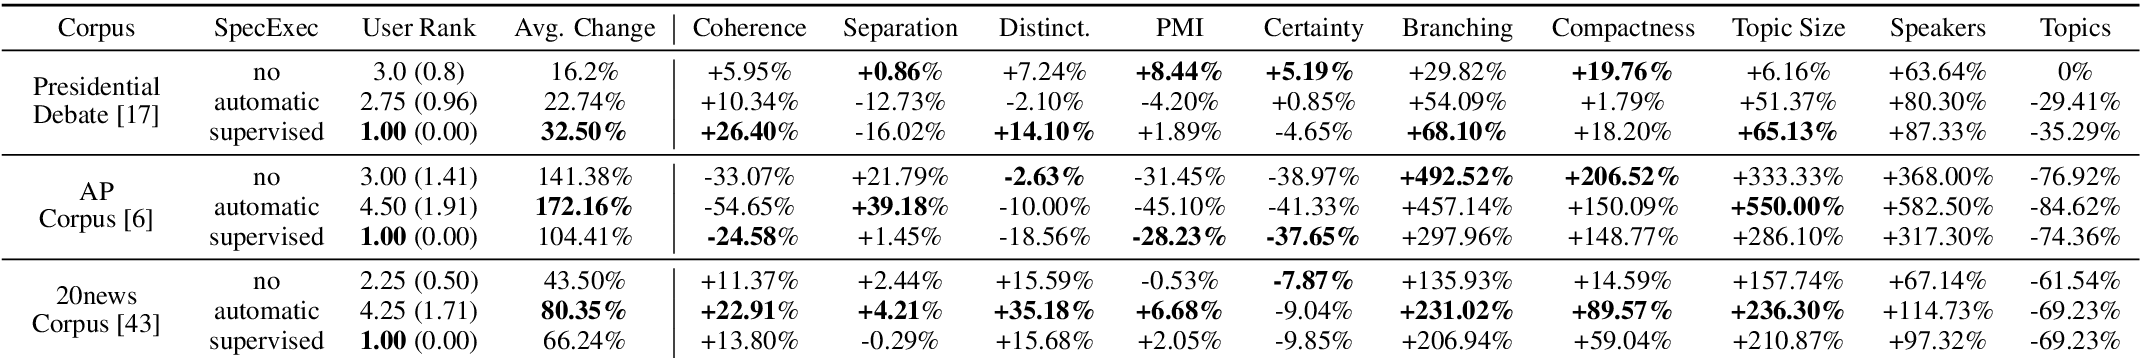 Corpus SpecExec User Rank Avg. Change Coherence Separation Distinct. PMI Certainty Branching Compactness Topic Size Speakers Topics
Presidential Debate [17] no 3.0 (0.8) 16.2% +5.95% +0.86% +7.24% +8.44% +5.19% +29.82% +19.76% +6.16% +63.64% 0%
automatic 2.75 (0.96) 22.74% +10.34% -12.73% -2.10% -4.20% +0.85% +54.09% +1.79% +51.37% +80.30% -29.41%
supervised 1.00 (0.00) 32.50% +26.40% -16.02% +14.10% +1.89% -4.65% +68.10% +18.20% +65.13% +87.33% -35.29%
AP Corpus [6] no 3.00 (1.41) 141.38% -33.07% +21.79% -2.63% -31.45% -38.97% +492.52% +206.52% +333.33% +368.00% -76.92%
automatic 4.50 (1.91) 172.16% -54.65% +39.18% -10.00% -45.10% -41.33% +457.14% +150.09% +550.00% +582.50% -84.62%
supervised 1.00 (0.00) 104.41% -24.58% +1.45% -18.56% -28.23% -37.65% +297.96% +148.77% +286.10% +317.30% -74.36%
20news Corpus [43] no 2.25 (0.50) 43.50% +11.37% +2.44% +15.59% -0.53% -7.87% +135.93% +14.59% +157.74% +67.14% -61.54%
automatic 4.25 (1.71) 80.35% +22.91% +4.21% +35.18% +6.68% -9.04% +231.02% +89.57% +236.30% +114.73% -69.23%
supervised 1.00 (0.00) 66.24% +13.80% -0.29% +15.68% +2.05% -9.85% +206.94% +59.04% +210.87% +97.32% -69.23%